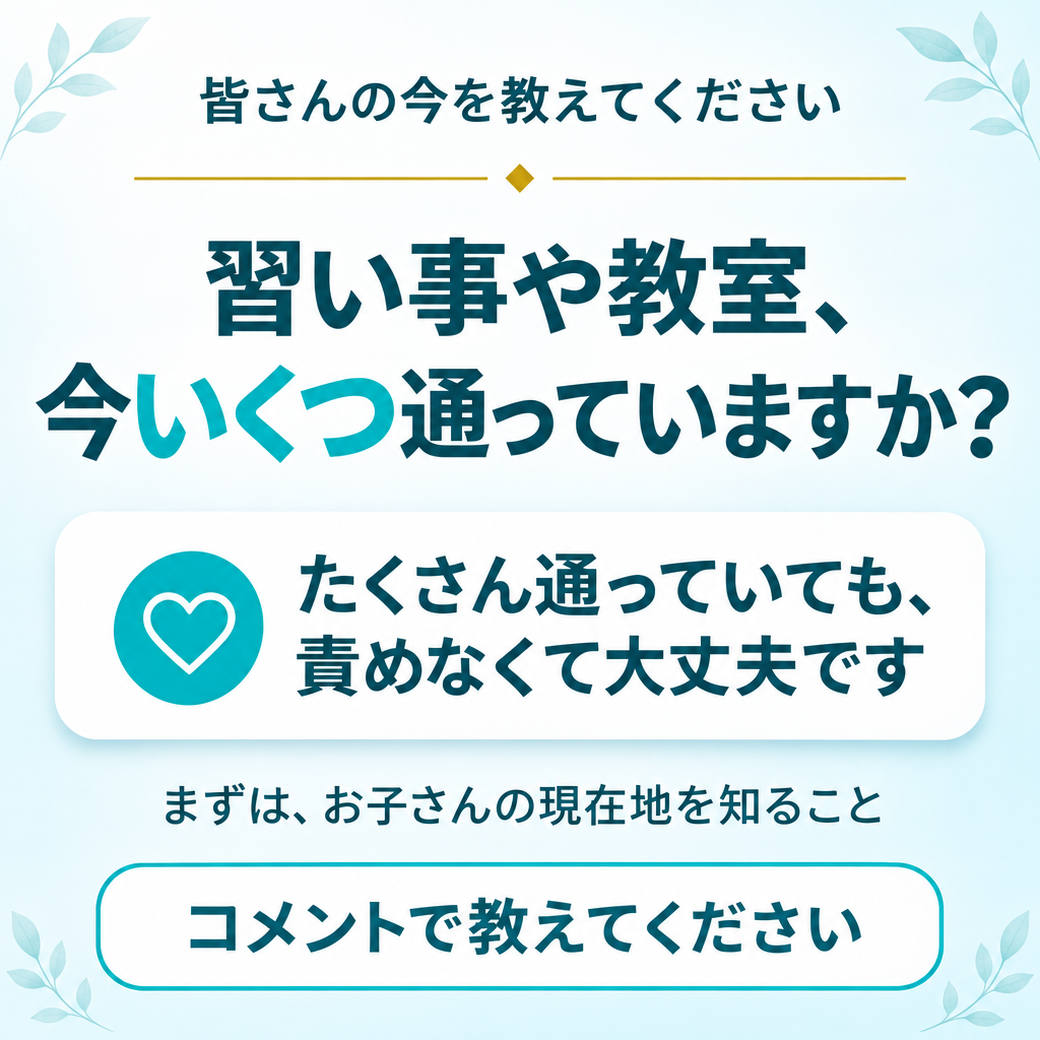 皆さんの今を教えてください
習い事や教室、
今いくつ通っていますか?
たくさん通っていても、
責めなくて大丈夫です
まずは、お子さんの現在地を知ること
コメントで教えてください